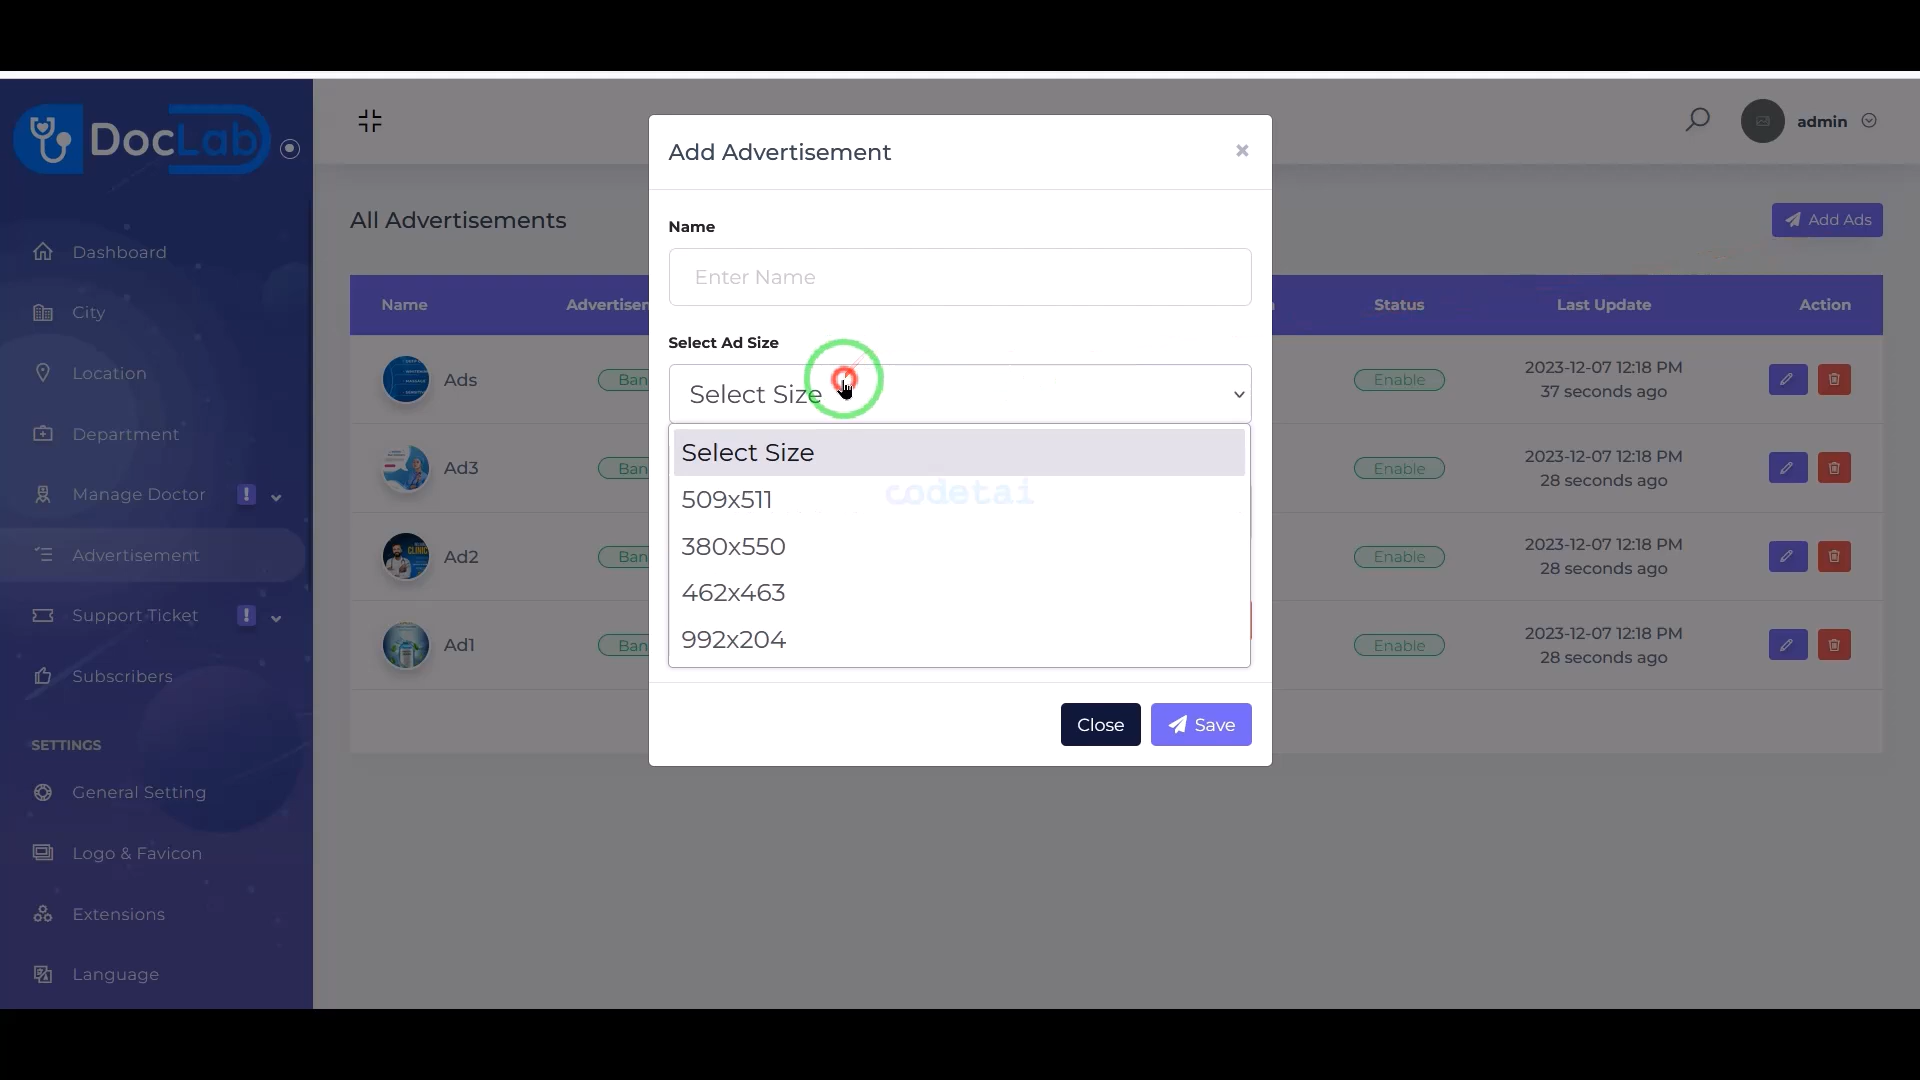 DocLab
admin
Dashboard
City
Location
Department
Manage Doctor
!
Advertisement
Support Ticket
!
Subscribers
SETTINGS
General Setting
Logo & Favicon
Extensions
Language
All Advertisements
Add Ads
Name
Status
Last Update
Action
Ads
Enable
2023-12-07 12:18 PM
37 seconds ago
Ad3
Enable
2023-12-07 12:18 PM
28 seconds ago
Ad2
Enable
2023-12-07 12:18 PM
28 seconds ago
Ad1
Enable
2023-12-07 12:18 PM
28 seconds ago
Add Advertisement
Name
Enter Name
Select Ad Size
Select Size
Select Size
509x511
380x550
462x463
992x204
codetai
Close
Save